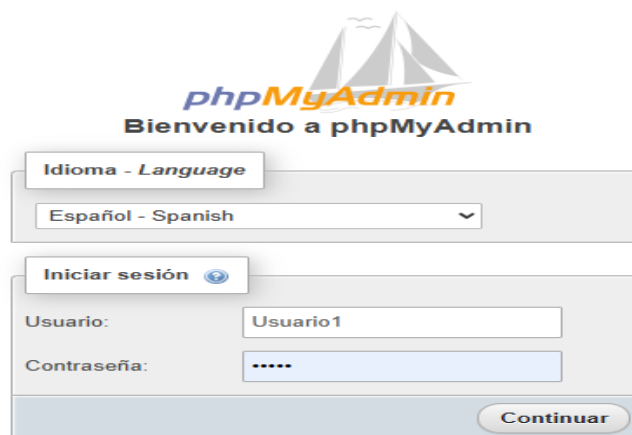 phpMyAdmin
Bienvenido a phpMyAdmin
Idioma - Language
Español - Spanish
Iniciar sesión
Usuario: Usuario1
Contraseña: •••••
Continuar